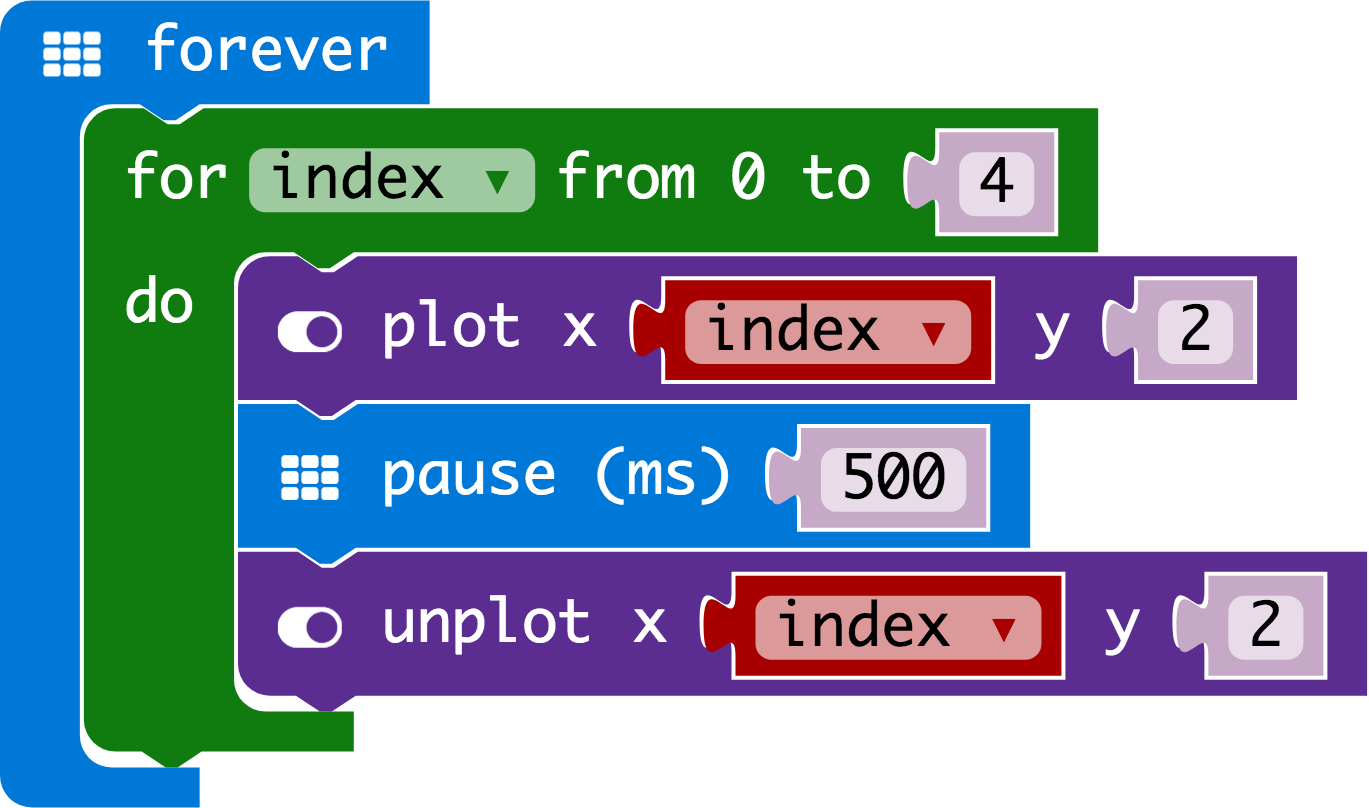 forever
for index ▼ from 0 to 4
do
plot x index ▼ y 2
pause (ms) 500
unplot x index ▼ y 2